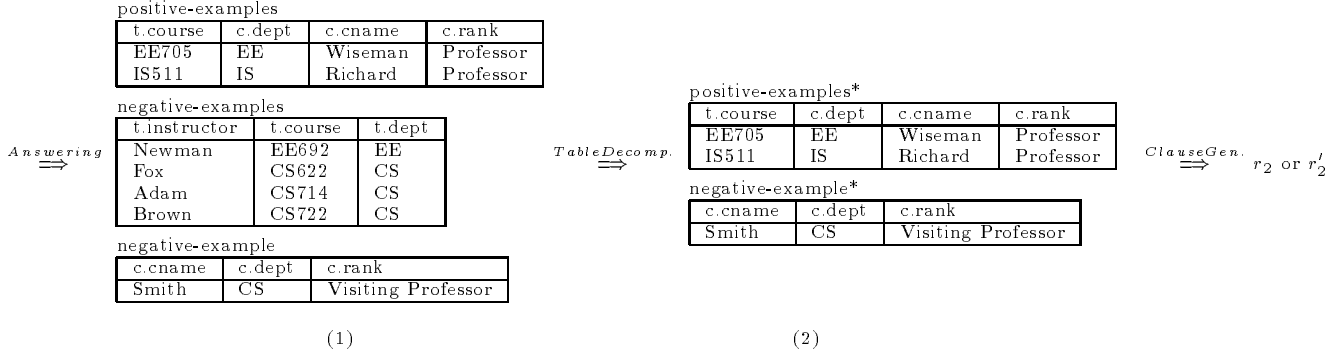 positive-examples
t.course c.dept c.cname c.rank
EE705 EE Wiseman Professor
IS511 IS Richard Professor
negative-examples
t.instructor t.course t.dept
Newman EE692 EE
Fox CS622 CS
Adam CS714 CS
Brown CS722 CS
negative-example
c.cname c.dept c.rank
Smith CS Visiting Professor
(1)
Answering
⟹
TableDecomp.
⟹
positive-examples*
t.course c.dept c.cname c.rank
EE705 EE Wiseman Professor
IS511 IS Richard Professor
negative-example*
c.cname c.dept c.rank
Smith CS Visiting Professor
(2)
ClauseGen.
⟹ r₂ or r′₂